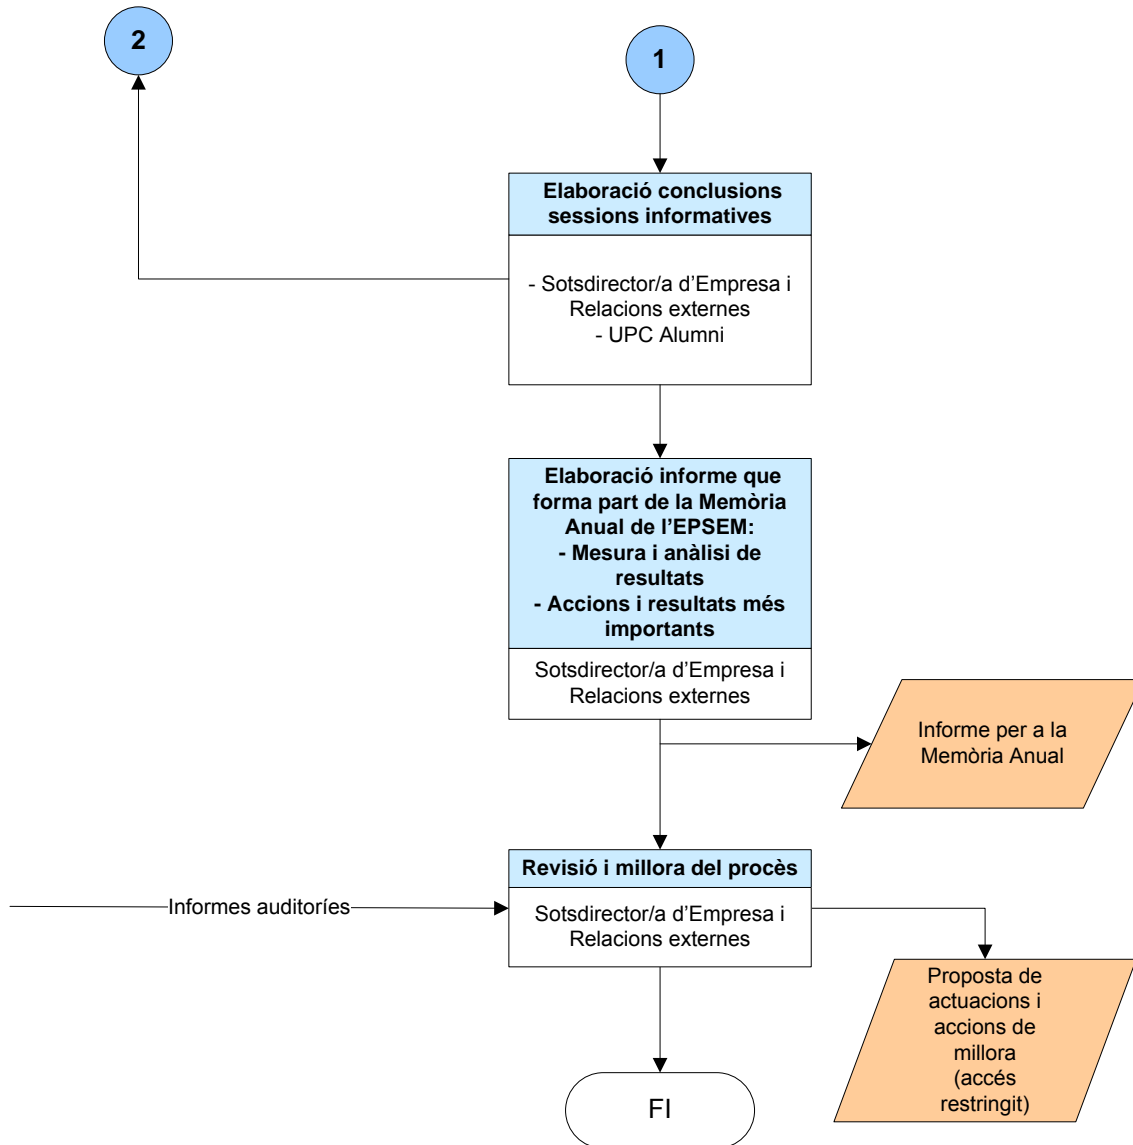 2
1
Elaboració conclusions
sessions informatives
- Sotsdirector/a d’Empresa i
Relacions externes
- UPC Alumni
Elaboració informe que
forma part de la Memòria
Anual de l’EPSEM:
- Mesura i anàlisi de
resultats
- Accions i resultats més
importants
Sotsdirector/a d’Empresa i
Relacions externes
Informe per a la
Memòria Anual
Revisió i millora del procès
Informes auditoríes
Sotsdirector/a d’Empresa i
Relacions externes
Proposta de
actuacions i
accions de
millora
(accés
restringit)
FI